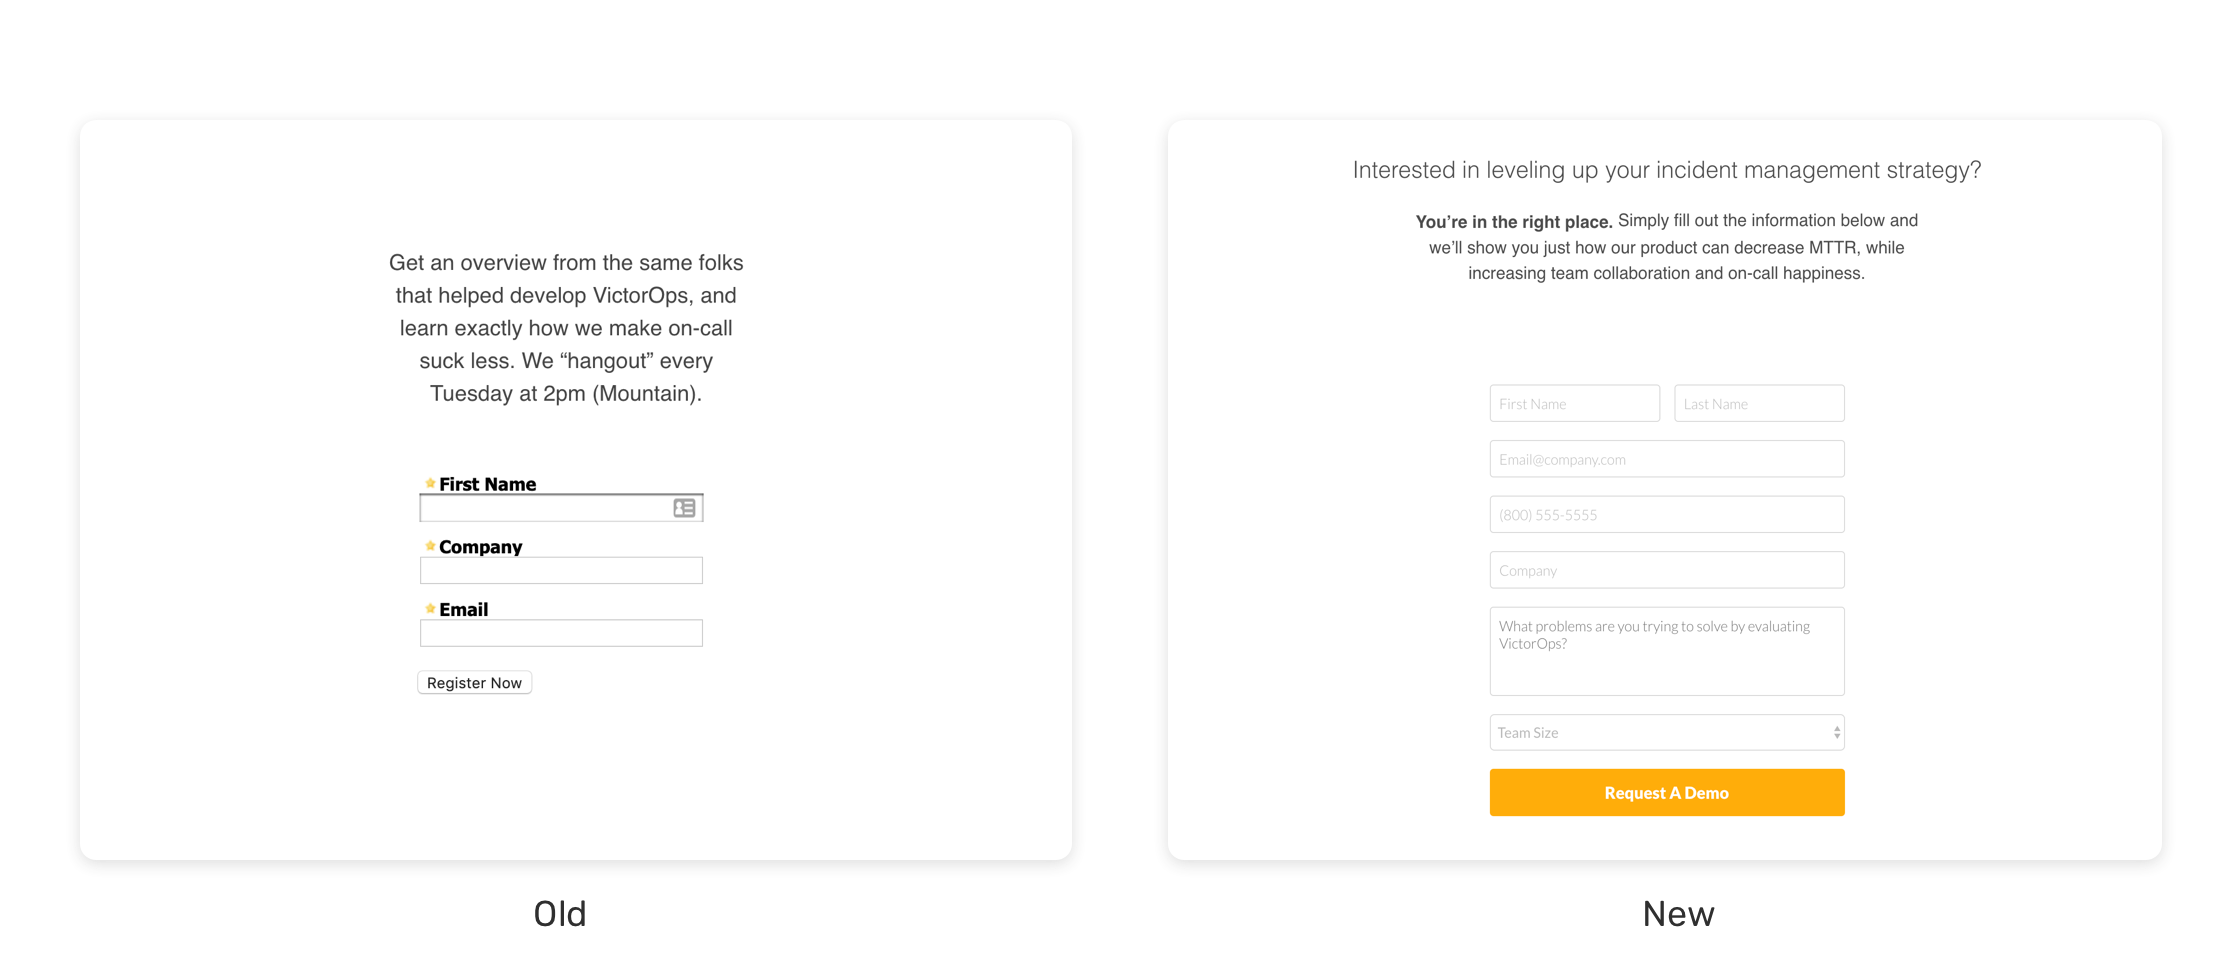 Get an overview from the same folks
that helped develop VictorOps, and
learn exactly how we make on-call
suck less. We “hangout” every
Tuesday at 2pm (Mountain).
First Name
Company
Email
Register Now
Old
Interested in leveling up your incident management strategy?
You’re in the right place. Simply fill out the information below and
we’ll show you just how our product can decrease MTTR, while
increasing team collaboration and on-call happiness.
First Name Last Name
Email@company.com
(800) 555-5555
Company
What problems are you trying to solve by evaluating
VictorOps?
Team Size
Request A Demo
New